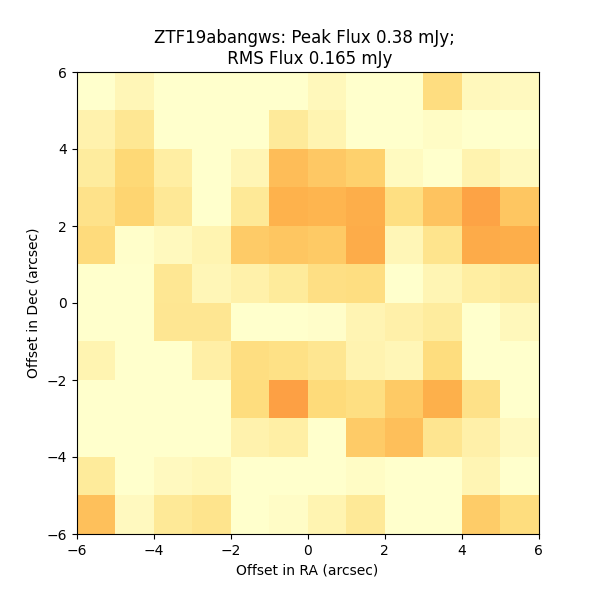 ZTF19abangws: Peak Flux 0.38 mJy;
RMS Flux 0.165 mJy
6
4
2
0
−2
−4
−6
Offset in Dec (arcsec)
−6 −4 −2 0 2 4 6
Offset in RA (arcsec)